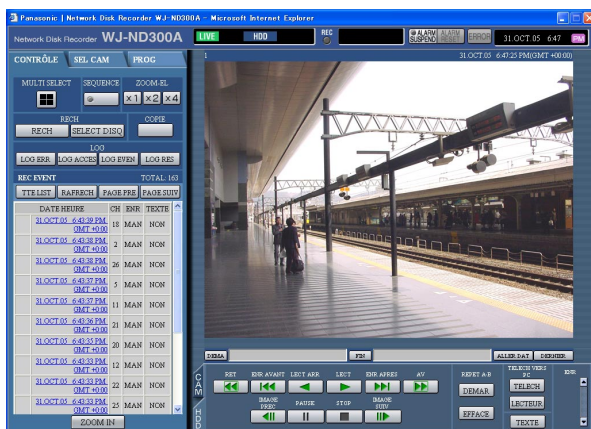 Panasonic | Network Disk Recorder WJ-ND300A - Microsoft Internet Explorer
Network Disk Recorder WJ-ND300A
LIVE HDD REC ALARM SUSPEND ALARM RESET ERROR 31.OCT.05 6:47 PM
CONTRÔLE SEL CAM PROG
1 31.OCT.05 6:47:25 PM(GMT +00:00)
MULTI SELECT SEQUENCE ZOOM-EL
x1 x2 x4
RECH COPIE
RECH SELECT DISQ
LOG
LOG ERR LOG ACCES LOG EVEN LOG RES
REC EVENT TOTAL: 163
TTE LIST RAFRECH PAGE PRE PAGE SUIV
DATE HEURE CH ENR TEXTE
31.OCT.05 6:43:39 PM GMT +0:00 18 MAN NON
31.OCT.05 6:43:38 PM GMT +0:00 2 MAN NON
31.OCT.05 6:43:38 PM GMT +0:00 26 MAN NON
31.OCT.05 6:43:37 PM GMT +0:00 5 MAN NON
31.OCT.05 6:43:37 PM GMT +0:00 11 MAN NON
31.OCT.05 6:43:36 PM GMT +0:00 21 MAN NON
31.OCT.05 6:43:35 PM GMT +0:00 20 MAN NON
31.OCT.05 6:43:33 PM GMT +0:00 12 MAN NON
31.OCT.05 6:43:33 PM GMT +0:00 22 MAN NON
31.OCT.05 6:43:33 PM GMT +0:00 25 MAN NON
ZOOM IN
DEMA FIN ALLER DAT DERNIER
CAM
HDD
RET ENR AVANT LECT ARR LECT ENR APRES AV
IMAGE PREC PAUSE STOP IMAGE SUIV
REPET A-B
DEMAR
EFFACE
TELECH VERS PC
TELECH
LECTEUR
TEXTE
ENR